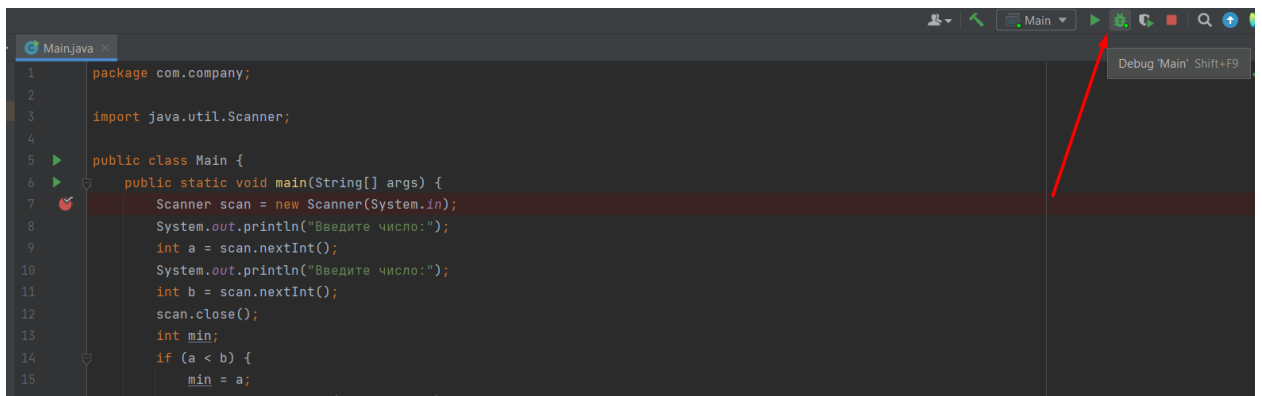 Main
Main.java
Debug 'Main' Shift+F9
1 package com.company;
2
3 import java.util.Scanner;
4
5 public class Main {
6 public static void main(String[] args) {
7 Scanner scan = new Scanner(System.in);
8 System.out.println("Введите число:");
9 int a = scan.nextInt();
10 System.out.println("Введите число:");
11 int b = scan.nextInt();
12 scan.close();
13 int min;
14 if (a < b) {
15 min = a;